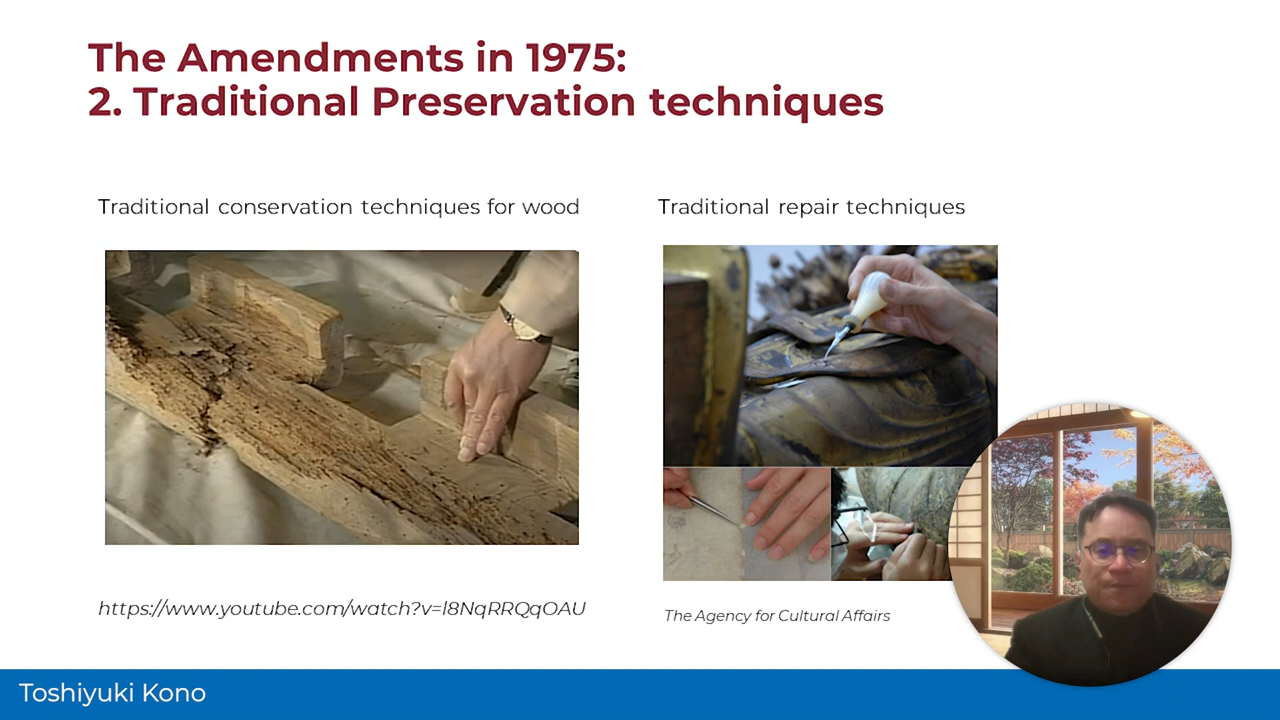 The Amendments in 1975:
2. Traditional Preservation techniques
Traditional conservation techniques for wood
Traditional repair techniques
https://www.youtube.com/watch?v=l8NqRRQqOAU
The Agency for Cultural Affairs
Toshiyuki Kono